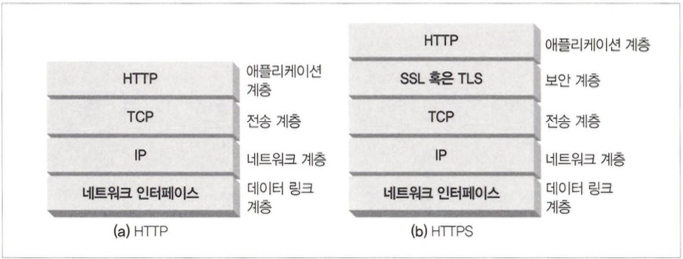 HTTP
애플리케이션
계층
TCP
전송 계층
IP
네트워크 계층
네트워크 인터페이스
데이터 링크
계층
(a) HTTP
HTTP
애플리케이션 계층
SSL 혹은 TLS
보안 계층
TCP
전송 계층
IP
네트워크 계층
네트워크 인터페이스
데이터 링크
계층
(b) HTTPS